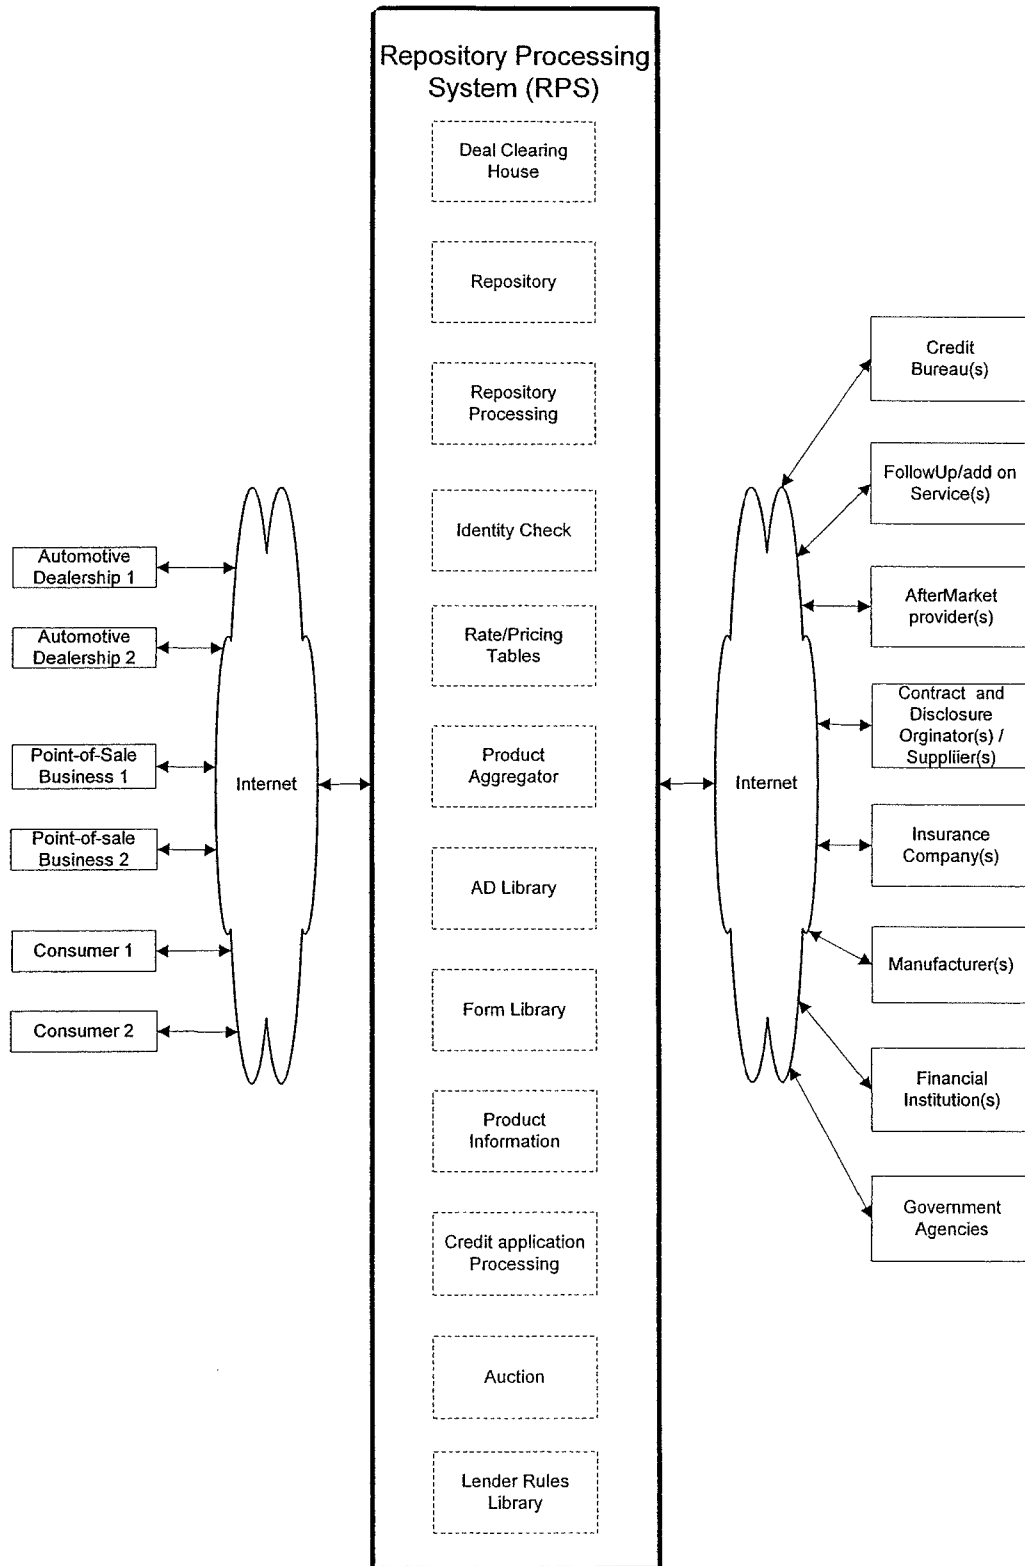 Repository Processing
System (RPS)
Deal Clearing
House
Repository
Repository
Processing
Identity Check
Rate/Pricing
Tables
Product
Aggregator
AD Library
Form Library
Product
Information
Credit application
Processing
Auction
Lender Rules
Library
Automotive
Dealership 1
Automotive
Dealership 2
Point-of-Sale
Business 1
Point-of-sale
Business 2
Consumer 1
Consumer 2
Internet
Internet
Credit
Bureau(s)
FollowUp/add on
Service(s)
AfterMarket
provider(s)
Contract and
Disclosure
Orginator(s) /
Suppliier(s)
Insurance
Company(s)
Manufacturer(s)
Financial
Institution(s)
Government
Agencies